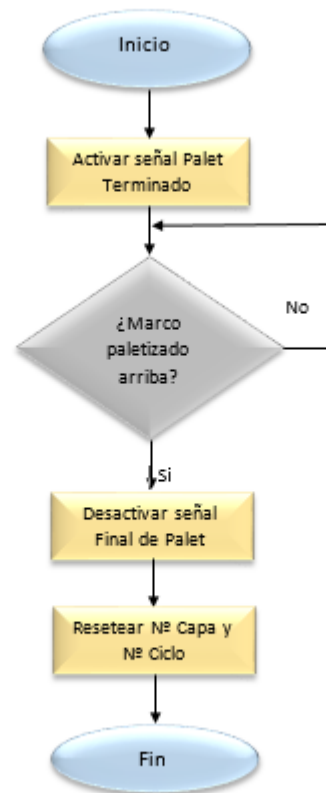 Inicio
Activar señal Palet
Terminado
¿Marco
paletizado
arriba?
No
Si
Desactivar señal
Final de Palet
Resetear Nº Capa y
Nº Ciclo
Fin